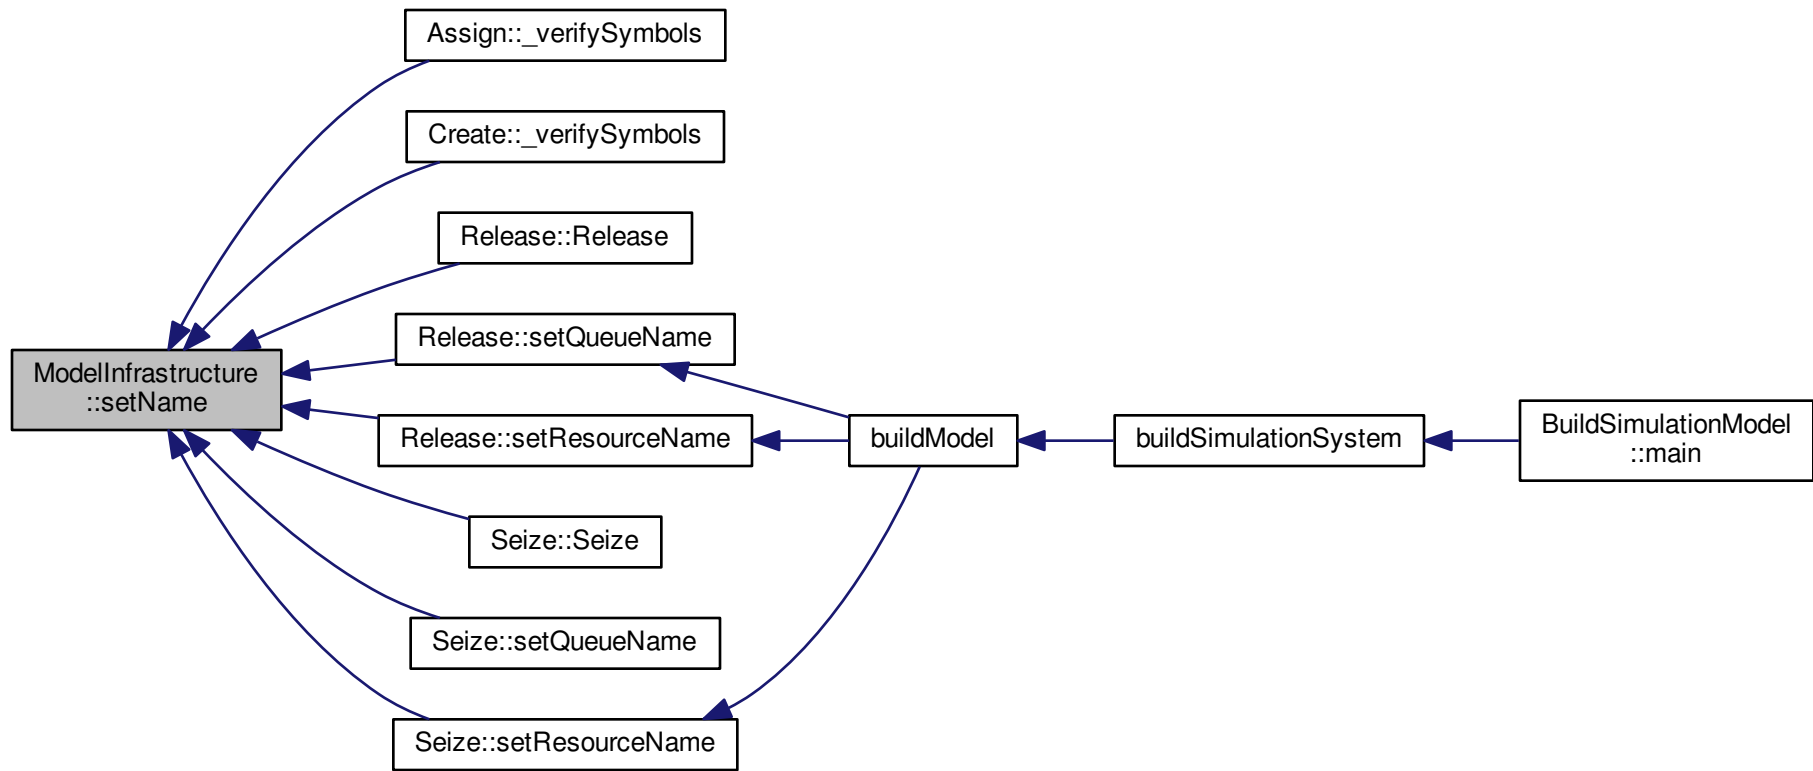 Assign::_verifySymbols
Create::_verifySymbols
Release::Release
Release::setQueueName
ModelInfrastructure
::setName
Release::setResourceName
buildModel
buildSimulationSystem
BuildSimulationModel
::main
Seize::Seize
Seize::setQueueName
Seize::setResourceName